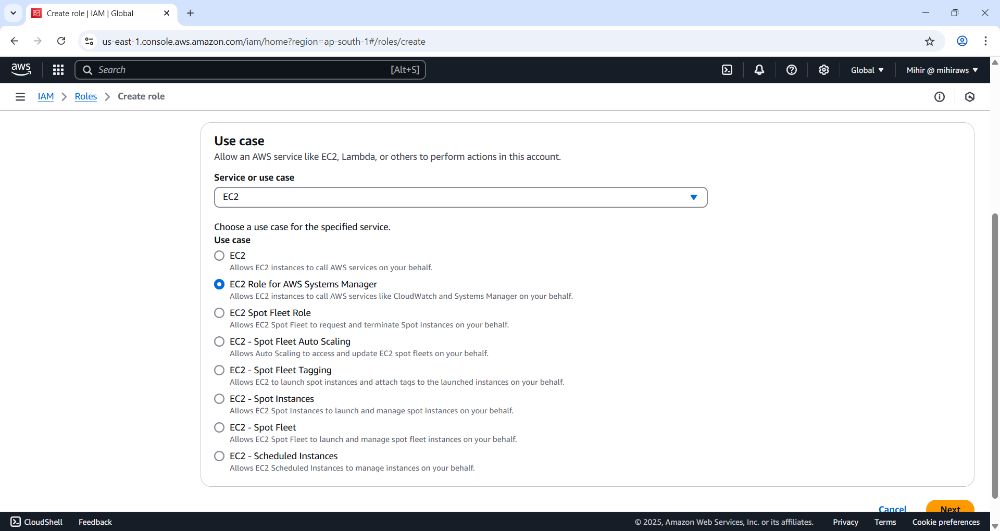 Create role | IAM | Global
us-east-1.console.aws.amazon.com/iam/home?region=ap-south-1#/roles/create
aws
Search
[Alt+S]
Global
Mihir @ mihiraws
IAM
Roles
Create role
Use case
Allow an AWS service like EC2, Lambda, or others to perform actions in this account.
Service or use case
EC2
Choose a use case for the specified service.
Use case
EC2
Allows EC2 instances to call AWS services on your behalf.
EC2 Role for AWS Systems Manager
Allows EC2 instances to call AWS services like CloudWatch and Systems Manager on your behalf.
EC2 Spot Fleet Role
Allows EC2 Spot Fleet to request and terminate Spot Instances on your behalf.
EC2 - Spot Fleet Auto Scaling
Allows Auto Scaling to access and update EC2 spot fleets on your behalf.
EC2 - Spot Fleet Tagging
Allows EC2 to launch spot instances and attach tags to the launched instances on your behalf.
EC2 - Spot Instances
Allows EC2 Spot Instances to launch and manage spot instances on your behalf.
EC2 - Spot Fleet
Allows EC2 Spot Fleet to launch and manage spot fleet instances on your behalf.
EC2 - Scheduled Instances
Allows EC2 Scheduled Instances to manage instances on your behalf.
Cancel
Next
CloudShell
Feedback
© 2025, Amazon Web Services, Inc. or its affiliates.
Privacy
Terms
Cookie preferences